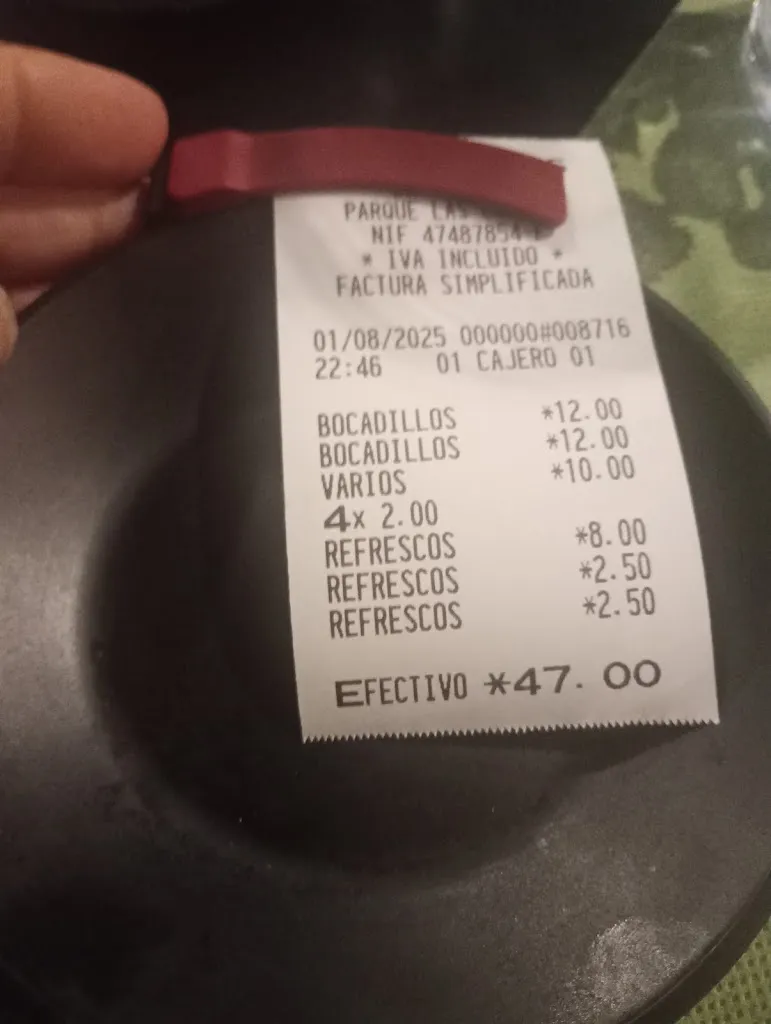 PARQUE LAS
NIF 47487854
* IVA INCLUIDO *
FACTURA SIMPLIFICADA
01/08/2025 000000#008716
22:46 01 CAJERO 01
BOCADILLOS *12.00
BOCADILLOS *12.00
VARIOS *10.00
4x 2.00
REFRESCOS *8.00
REFRESCOS *2.50
REFRESCOS *2.50
EFECTIVO *47.00